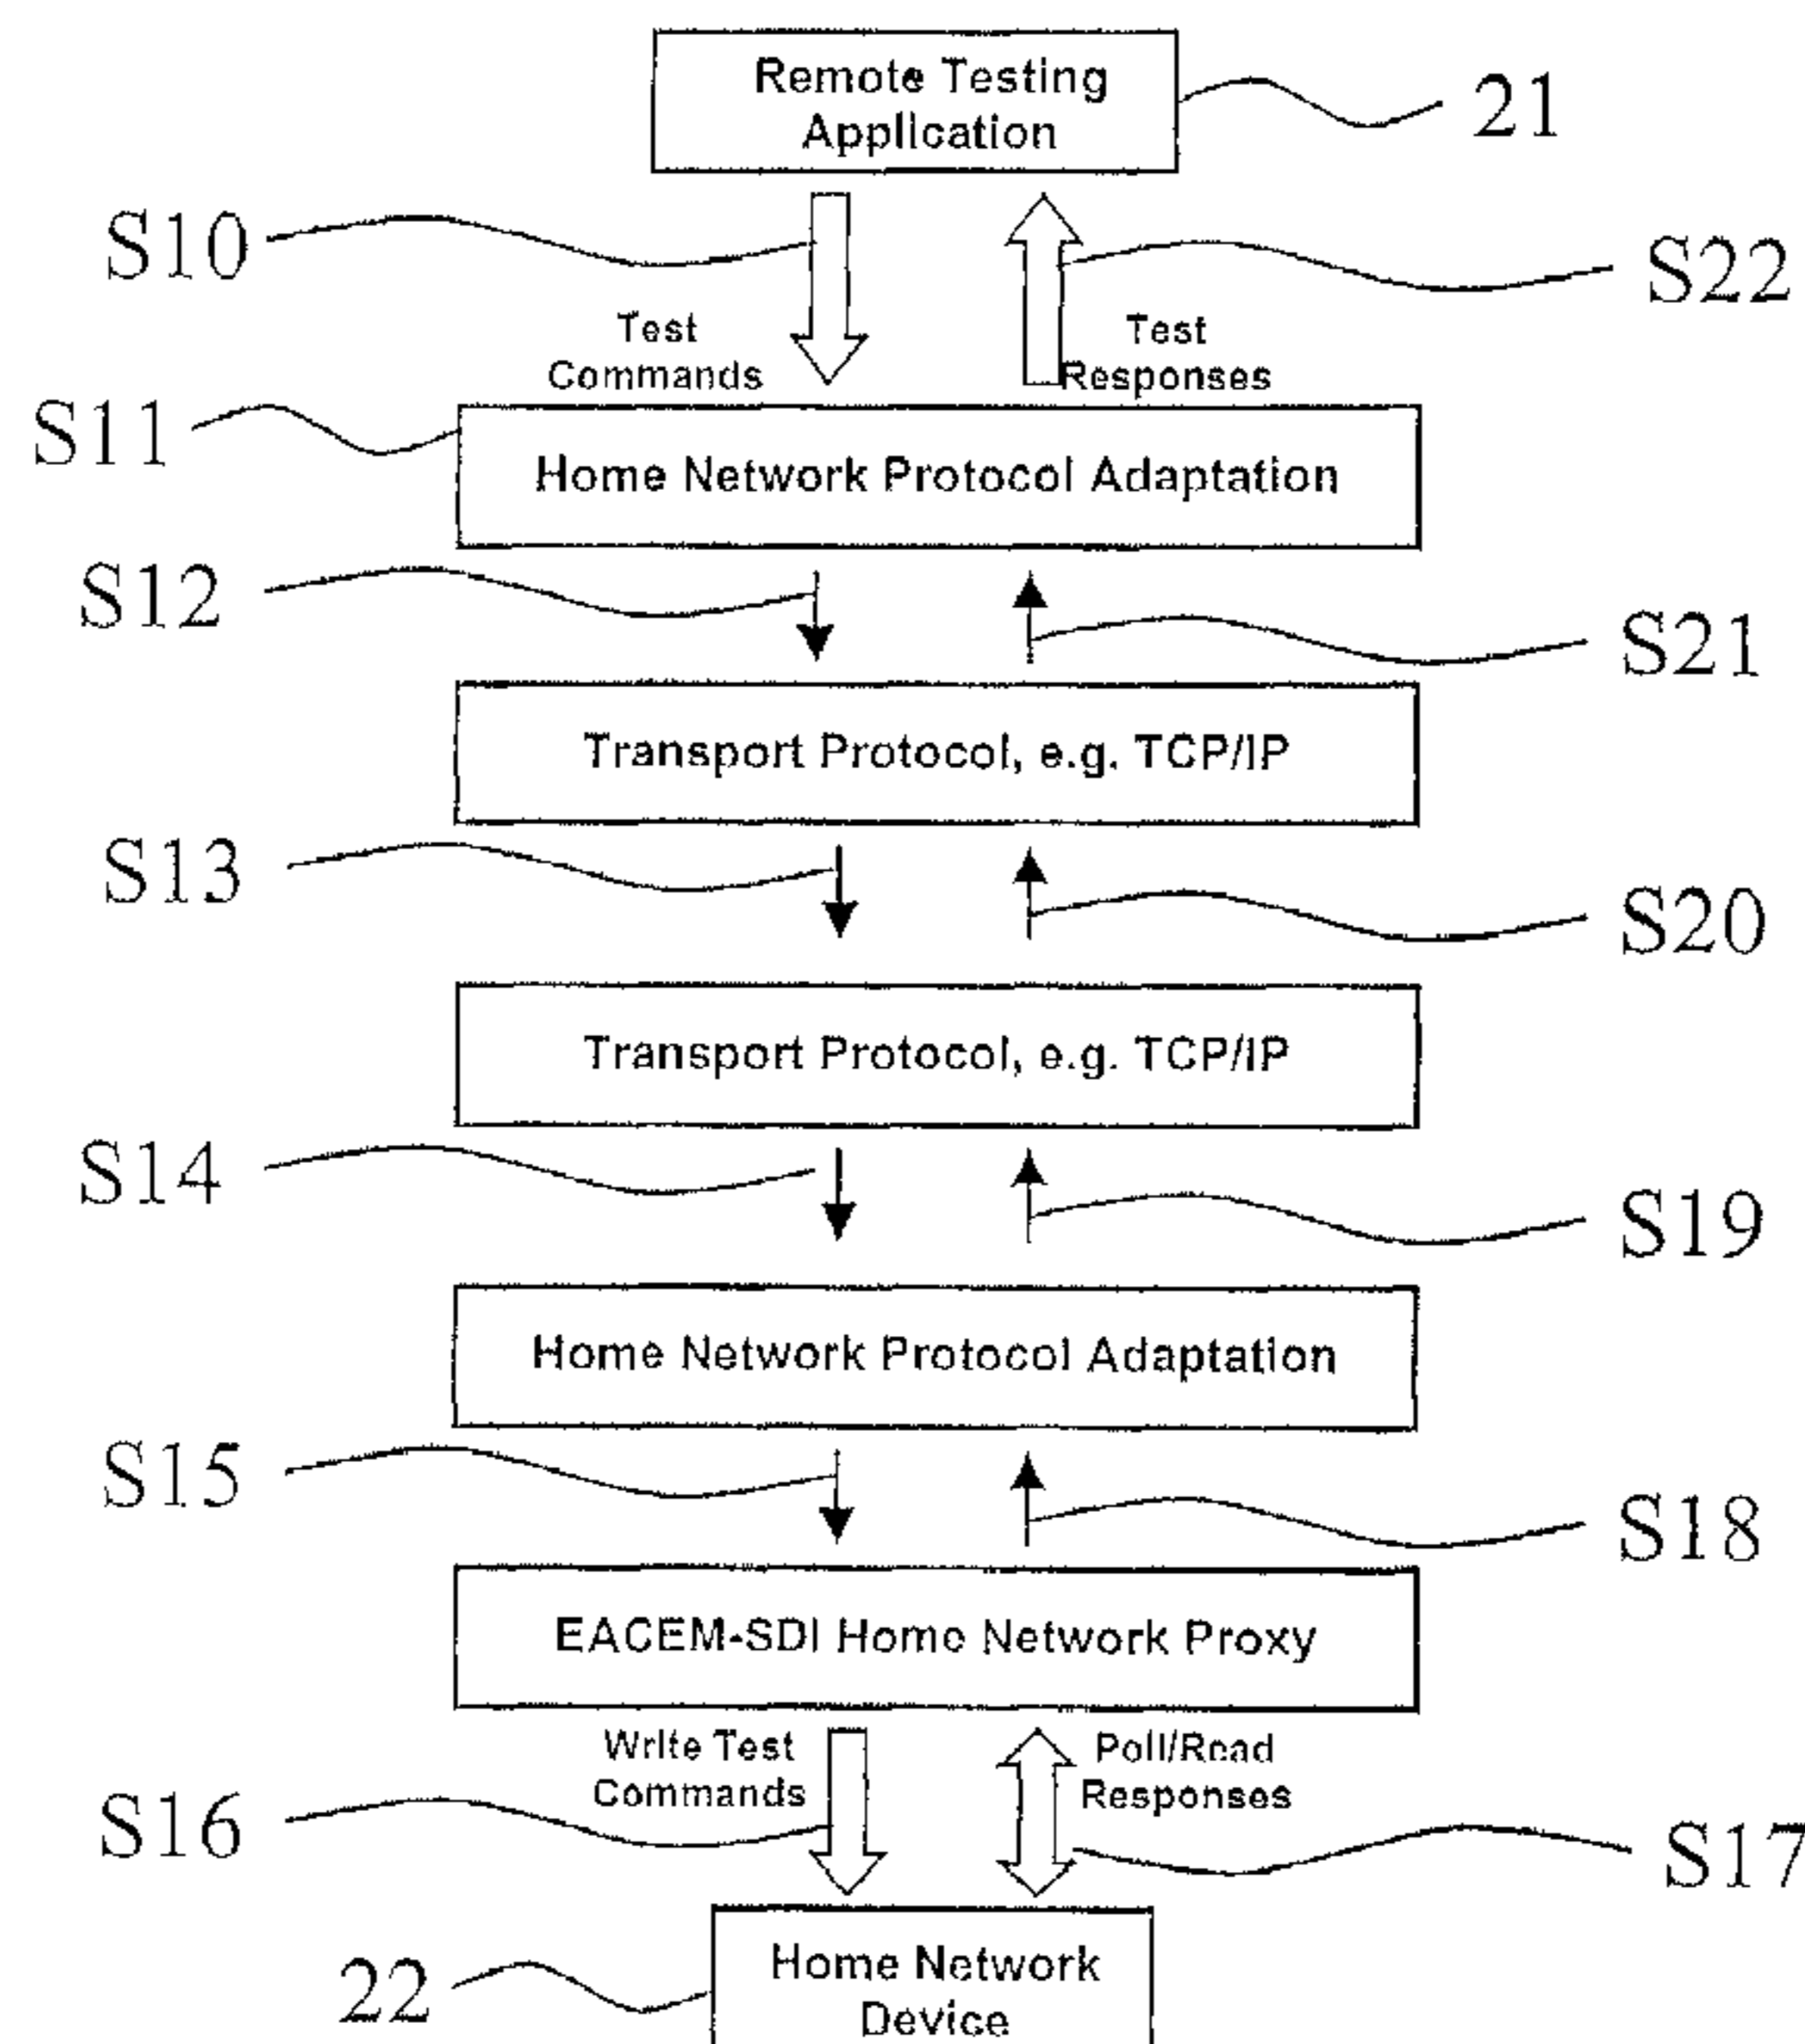 Remote Testing
Application
21
S10
S22
Test
Commands
Test
Responses
S11
Home Network Protocol Adaptation
S12
S21
Transport Protocol, e.g. TCP/IP
S13
S20
Transport Protocol, e.g. TCP/IP
S14
S19
Home Network Protocol Adaptation
S15
S18
EACEM-SDI Home Network Proxy
Write Test
Commands
Poll/Read
Responses
S16
S17
22
Home Network
Device